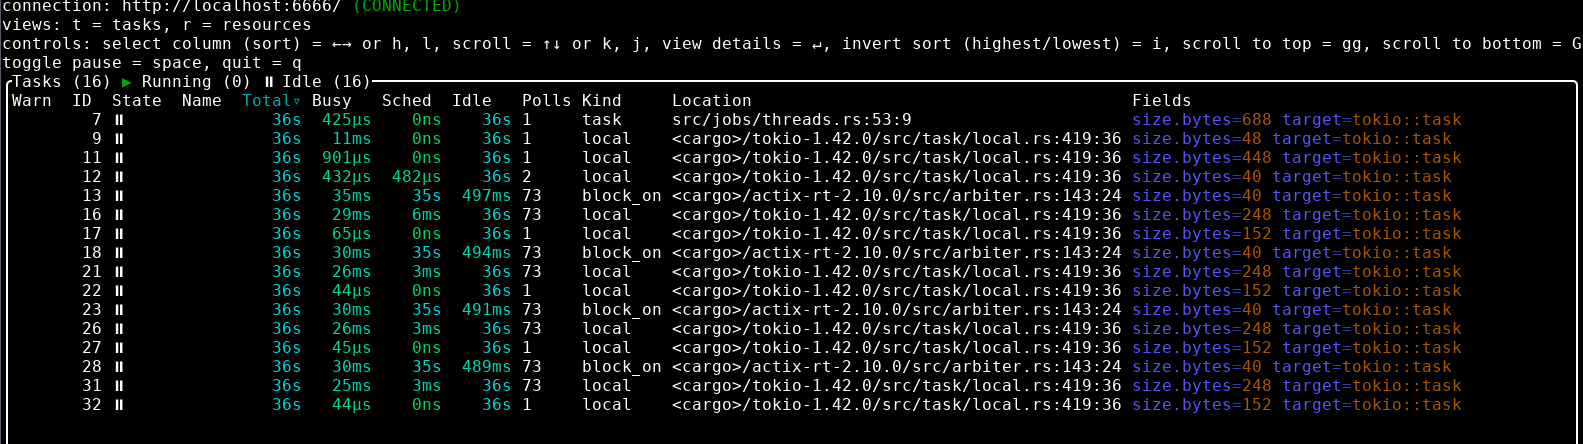 connection: http://localhost:6666/ (CONNECTED)
views: t = tasks, r = resources
controls: select column (sort) = ←→ or h, l, scroll = ↑↓ or k, j, view details = ↵, invert sort (highest/lowest) = i, scroll to top = gg, scroll to bottom = G
toggle pause = space, quit = q
Tasks (16) ▶ Running (0) ⏸ Idle (16)
Warn ID State Name Total▿ Busy Sched Idle Polls Kind Location Fields
7 ⏸ 36s 425µs 0ns 36s 1 task src/jobs/threads.rs:53:9 size.bytes=688 target=tokio::task
9 ⏸ 36s 11ms 0ns 36s 1 local <cargo>/tokio-1.42.0/src/task/local.rs:419:36 size.bytes=48 target=tokio::task
11 ⏸ 36s 901µs 0ns 36s 1 local <cargo>/tokio-1.42.0/src/task/local.rs:419:36 size.bytes=448 target=tokio::task
12 ⏸ 36s 432µs 482µs 36s 2 local <cargo>/tokio-1.42.0/src/task/local.rs:419:36 size.bytes=40 target=tokio::task
13 ⏸ 36s 35ms 35s 497ms 73 block_on <cargo>/actix-rt-2.10.0/src/arbiter.rs:143:24 size.bytes=40 target=tokio::task
16 ⏸ 36s 29ms 6ms 36s 73 local <cargo>/tokio-1.42.0/src/task/local.rs:419:36 size.bytes=248 target=tokio::task
17 ⏸ 36s 65µs 0ns 36s 1 local <cargo>/tokio-1.42.0/src/task/local.rs:419:36 size.bytes=152 target=tokio::task
18 ⏸ 36s 30ms 35s 494ms 73 block_on <cargo>/actix-rt-2.10.0/src/arbiter.rs:143:24 size.bytes=40 target=tokio::task
21 ⏸ 36s 26ms 3ms 36s 73 local <cargo>/tokio-1.42.0/src/task/local.rs:419:36 size.bytes=248 target=tokio::task
22 ⏸ 36s 44µs 0ns 36s 1 local <cargo>/tokio-1.42.0/src/task/local.rs:419:36 size.bytes=152 target=tokio::task
23 ⏸ 36s 30ms 35s 491ms 73 block_on <cargo>/actix-rt-2.10.0/src/arbiter.rs:143:24 size.bytes=40 target=tokio::task
26 ⏸ 36s 26ms 3ms 36s 73 local <cargo>/tokio-1.42.0/src/task/local.rs:419:36 size.bytes=248 target=tokio::task
27 ⏸ 36s 45µs 0ns 36s 1 local <cargo>/tokio-1.42.0/src/task/local.rs:419:36 size.bytes=152 target=tokio::task
28 ⏸ 36s 30ms 35s 489ms 73 block_on <cargo>/actix-rt-2.10.0/src/arbiter.rs:143:24 size.bytes=40 target=tokio::task
31 ⏸ 36s 25ms 3ms 36s 73 local <cargo>/tokio-1.42.0/src/task/local.rs:419:36 size.bytes=248 target=tokio::task
32 ⏸ 36s 44µs 0ns 36s 1 local <cargo>/tokio-1.42.0/src/task/local.rs:419:36 size.bytes=152 target=tokio::task